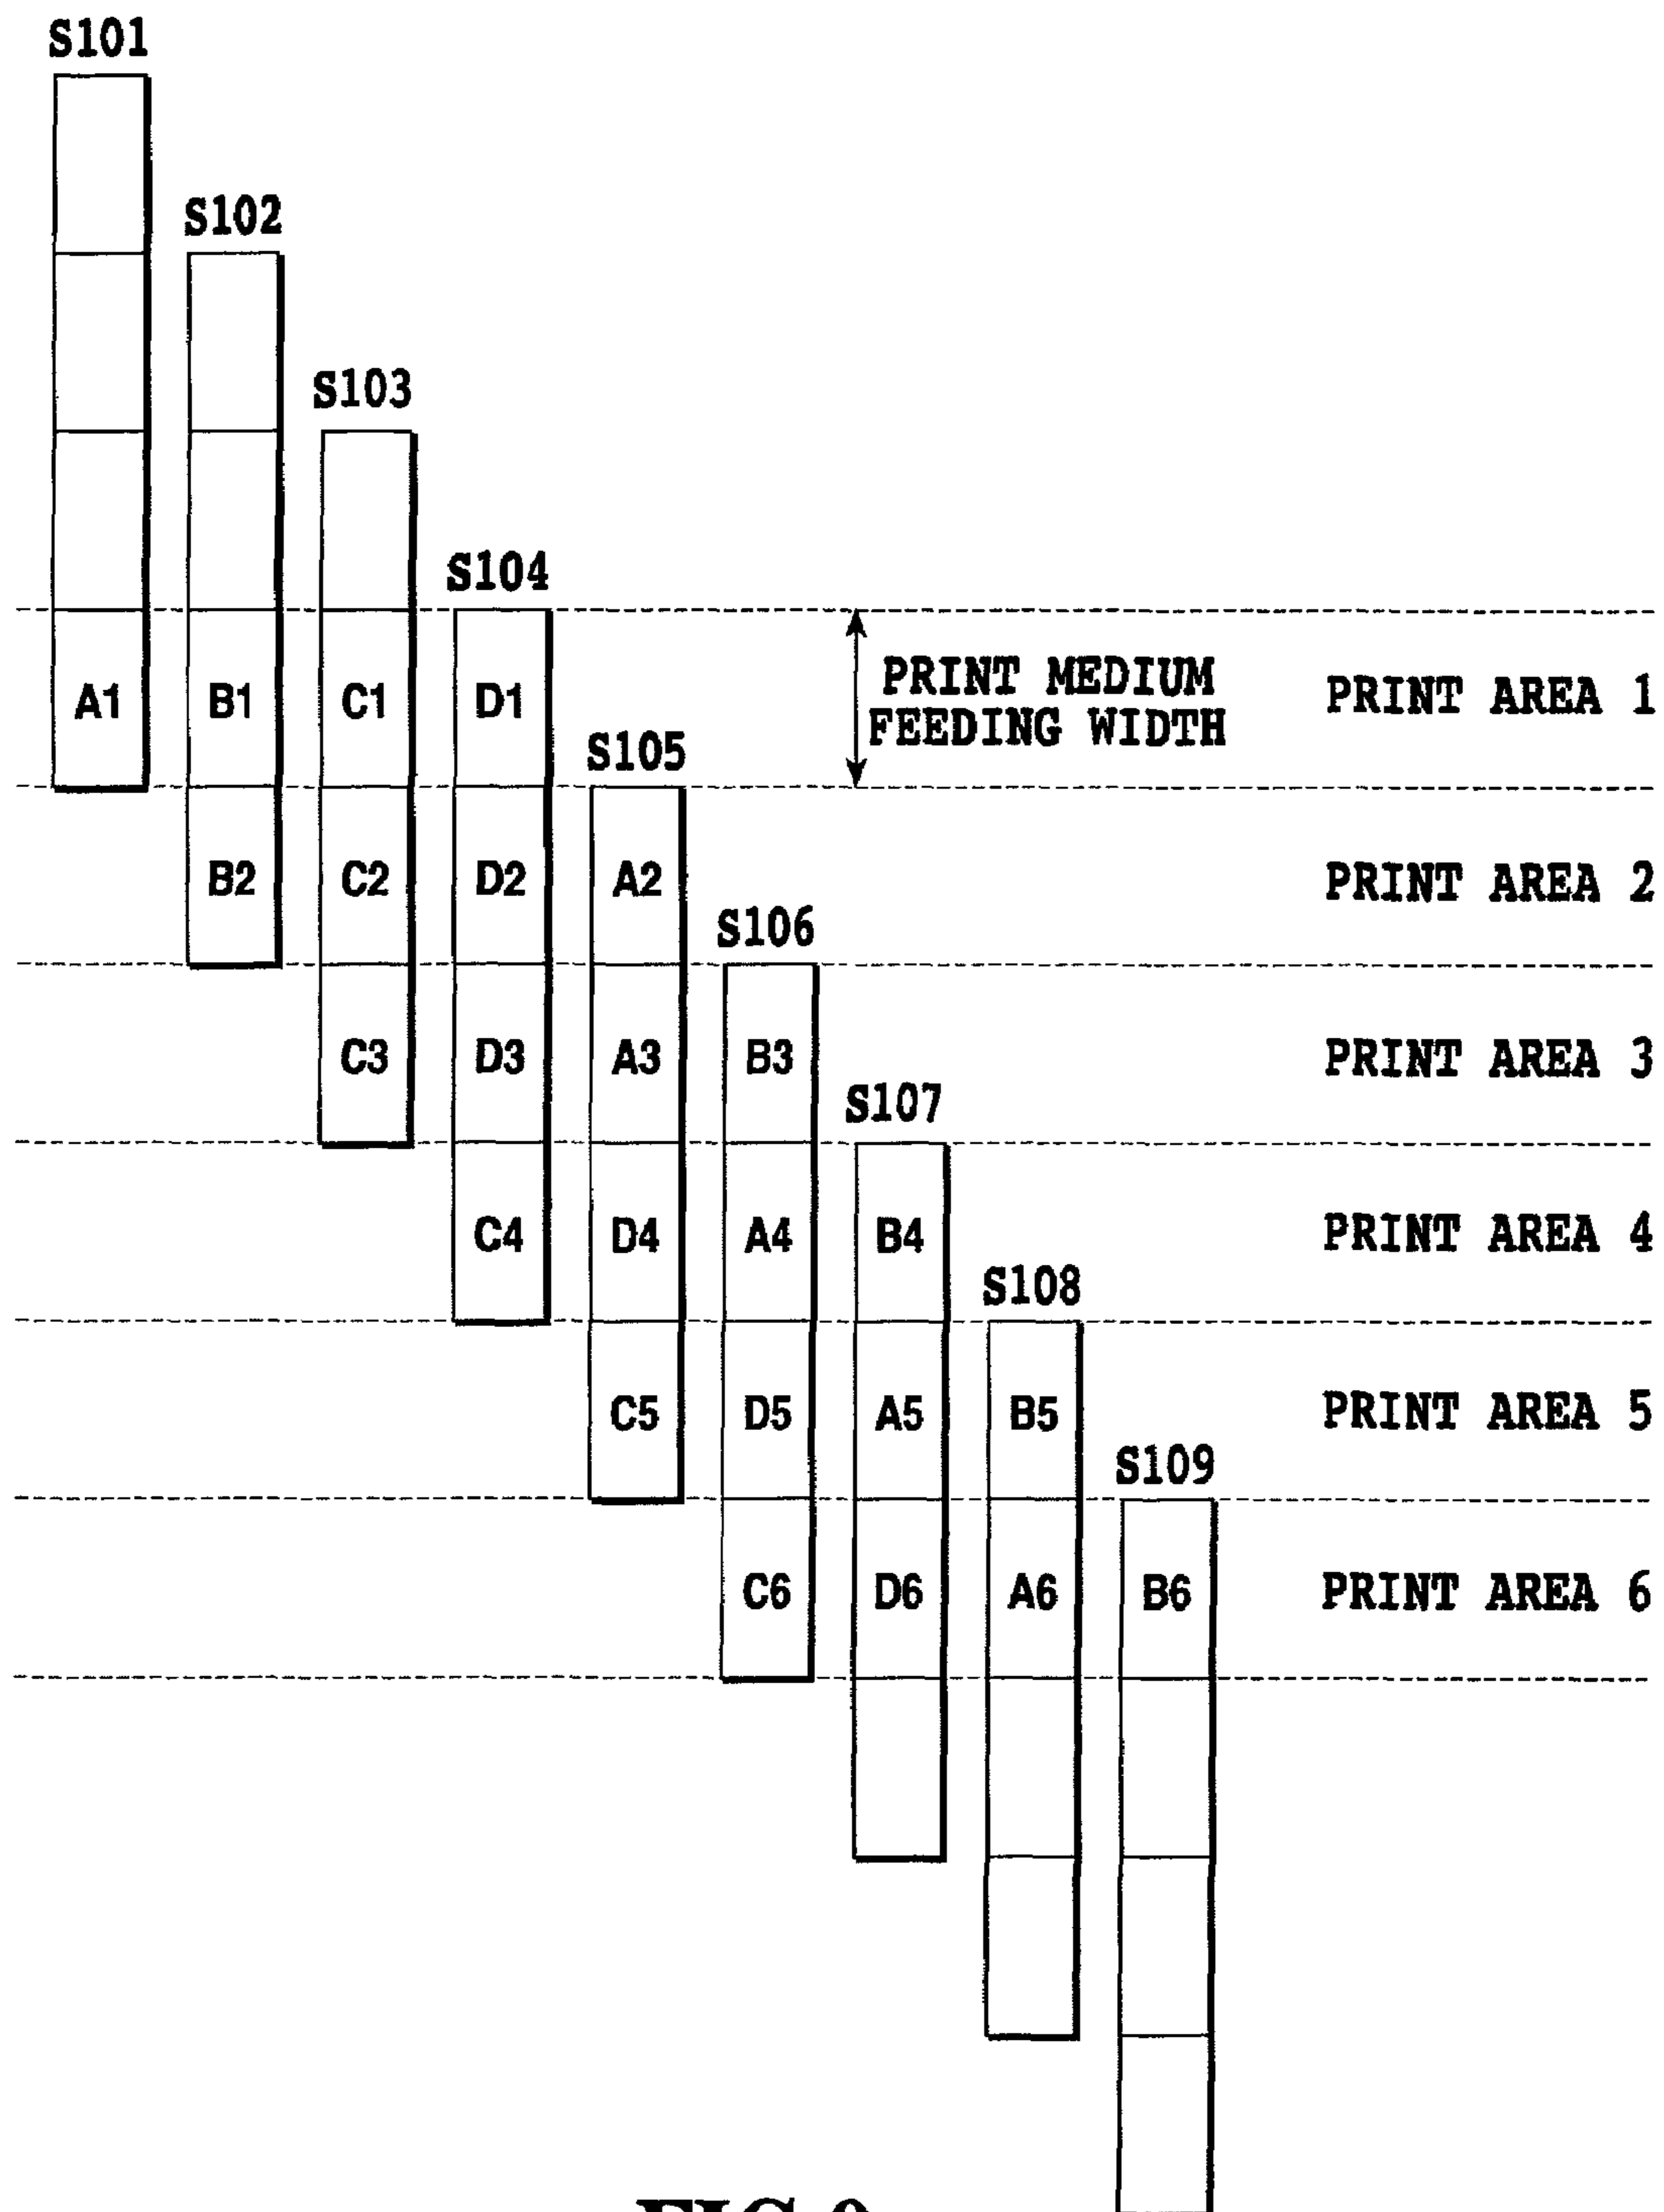 S101
S102
S103
S104
A1 B1 C1 D1 PRINT MEDIUM FEEDING WIDTH PRINT AREA 1
S105
B2 C2 D2 A2 PRINT AREA 2
S106
C3 D3 A3 B3 PRINT AREA 3
S107
C4 D4 A4 B4 PRINT AREA 4
S108
C5 D5 A5 B5 PRINT AREA 5
S109
C6 D6 A6 B6 PRINT AREA 6